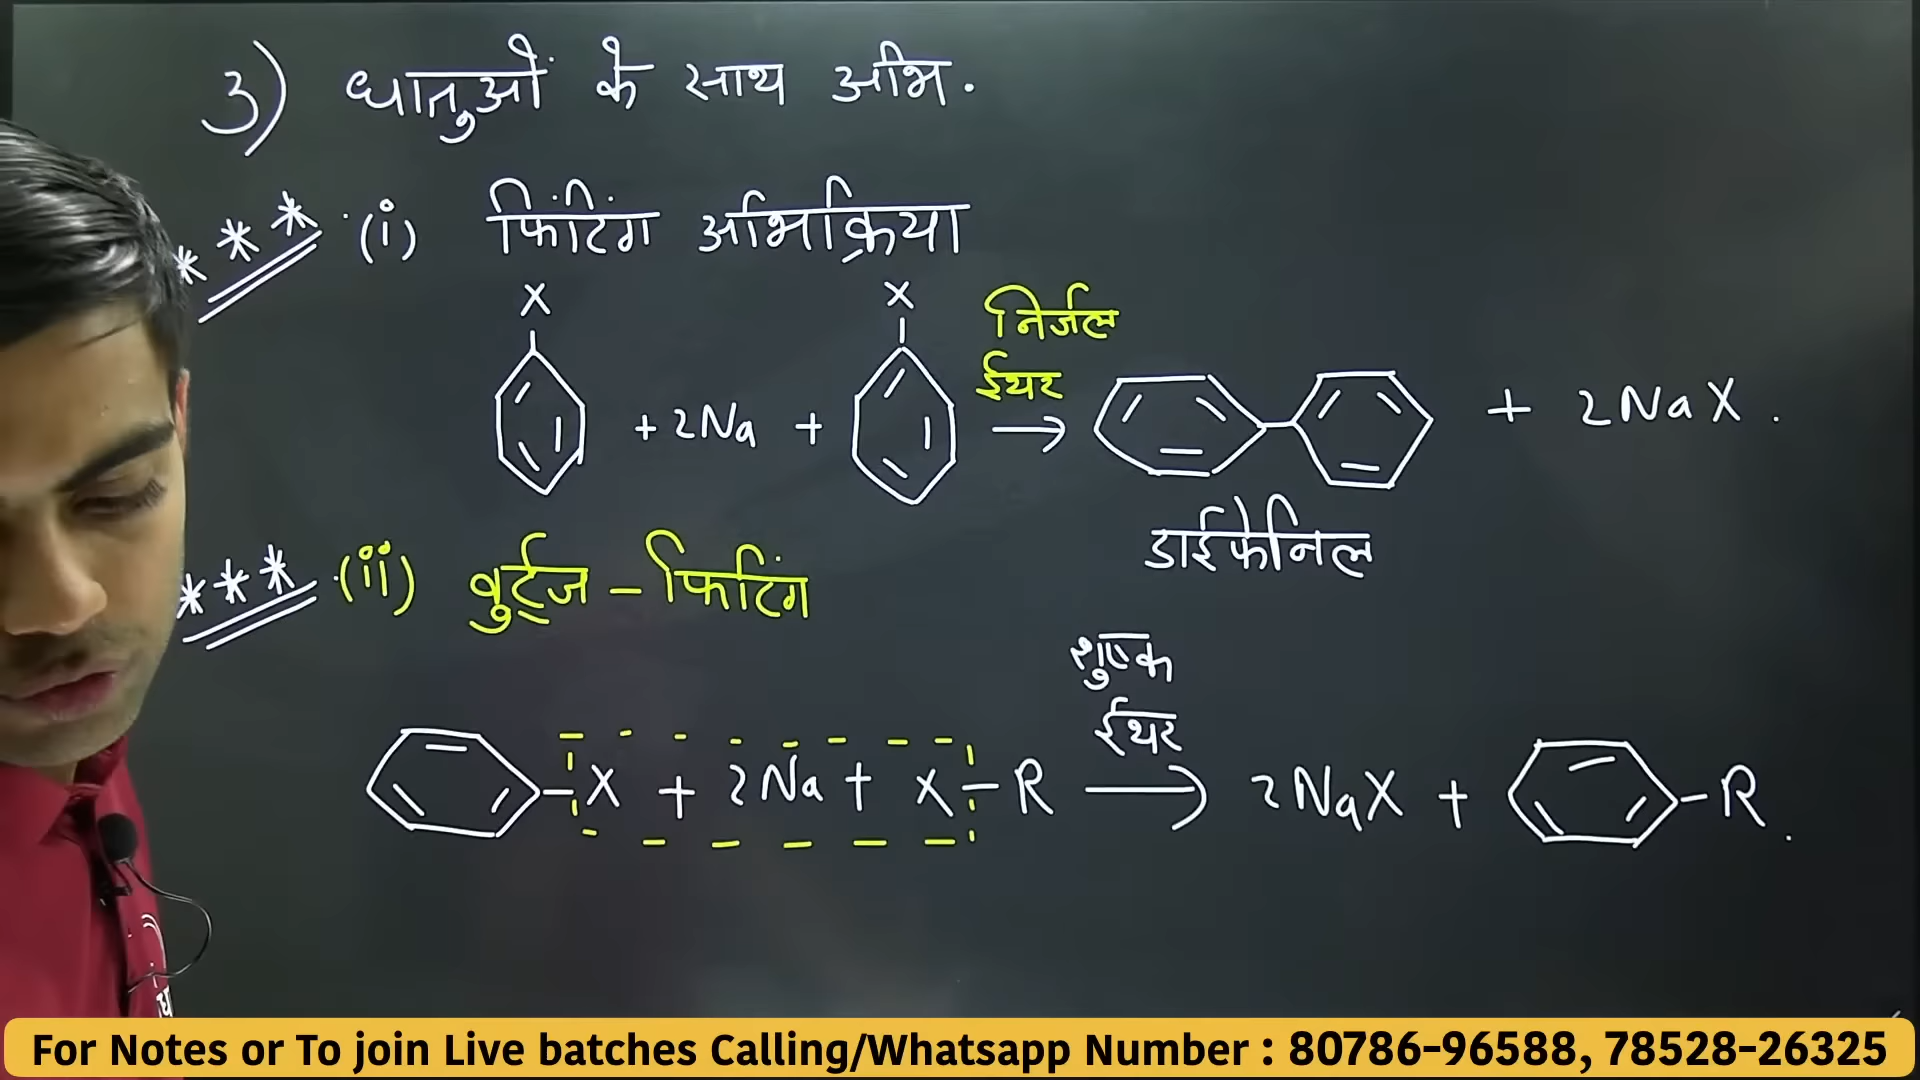 3) धातुओं के साथ अभि.
*** (i) फिंटिंग अभिक्रिया
X X निर्जल
ईथर
+ 2Na + → + 2NaX.
डाईफेनिल
*** (ii) वुर्ट्ज - फिटिंग
शुष्क
ईथर
-X + 2Na + X-R → 2NaX + -R.
For Notes or To join Live batches Calling/Whatsapp Number : 80786-96588, 78528-26325